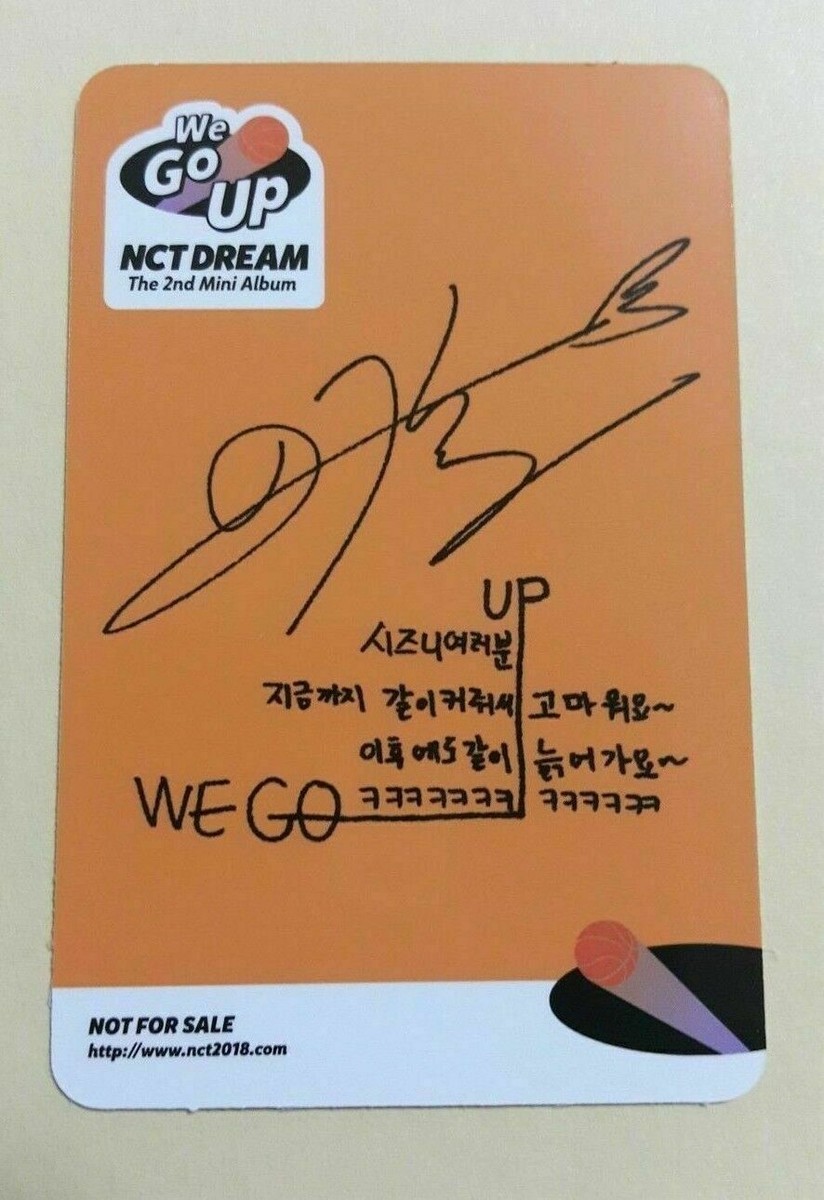 We
Go
Up
NCT DREAM
The 2nd Mini Album
UP
시즈니여러분
지금까지 같이커줘서 고마워요~
이후에도같이 늙어가요~
WE GO ㅋㅋㅋㅋㅋㅋㅋ ㅋㅋㅋㅋㅋㅋ
NOT FOR SALE
http://www.nct2018.com